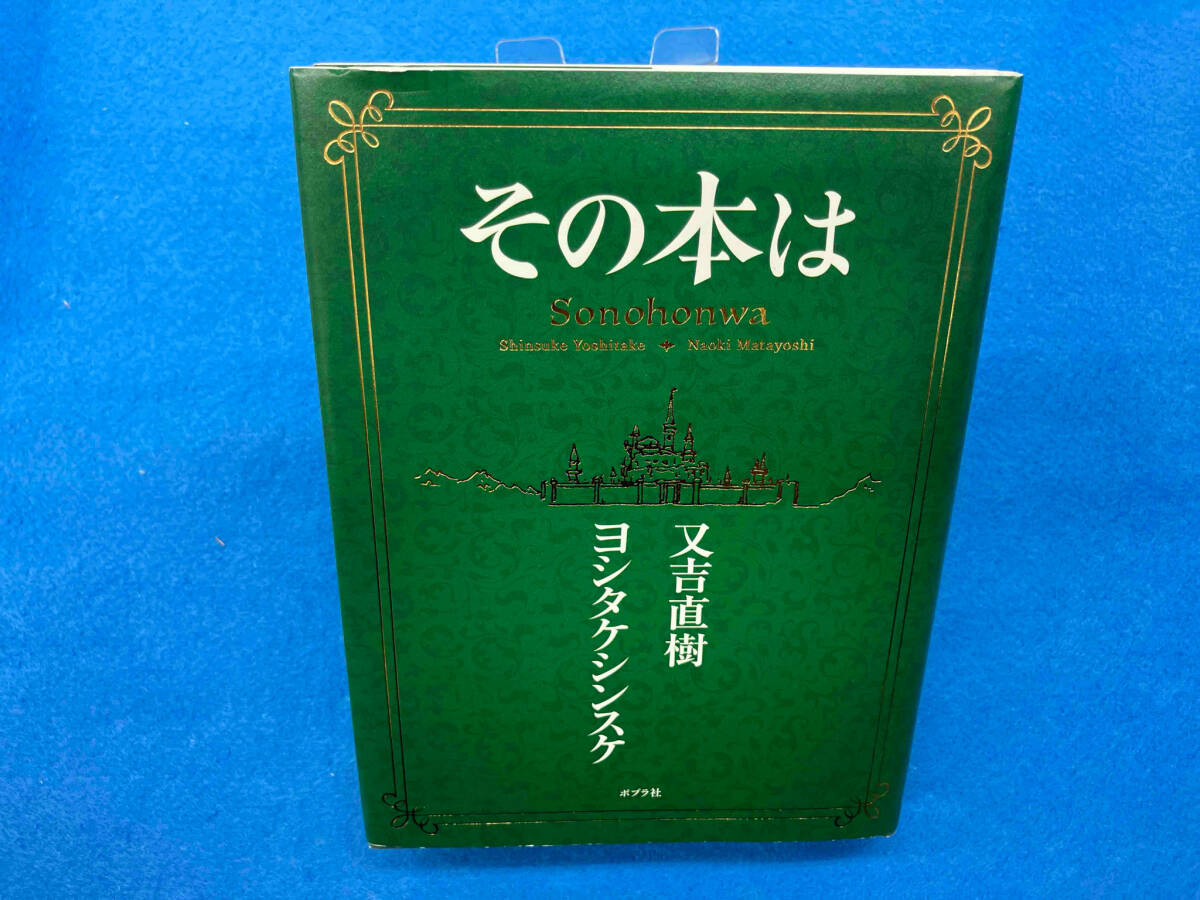 その本は
Sonohonwa
Shinsuke Yoshitake Naoki Matayoshi
又吉直樹
ヨシタケシンスケ
ポプラ社